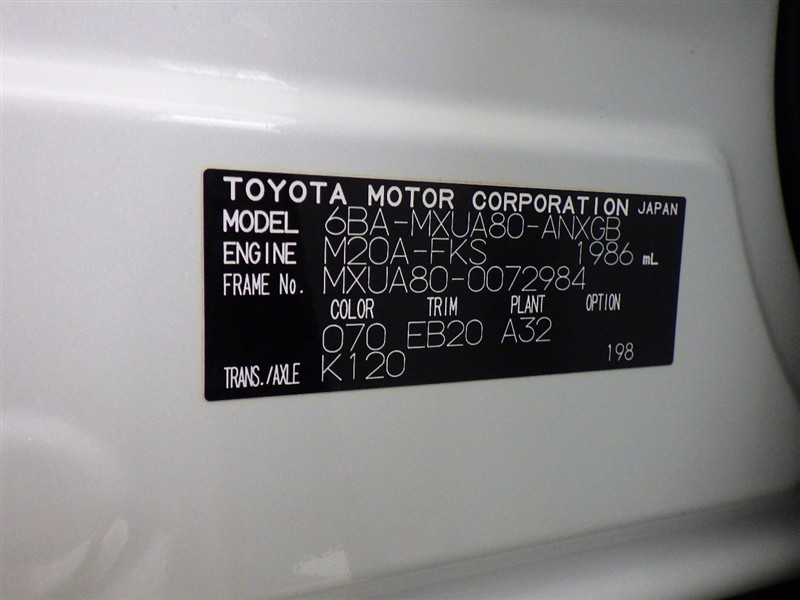 TOYOTA MOTOR CORPORATION JAPAN
MODEL 6BA-MXUA80-ANXGB
ENGINE M20A-FKS 1986 mL
FRAME No. MXUA80-0072984
COLOR TRIM PLANT OPTION
070 EB20 A32
TRANS./AXLE K120 198